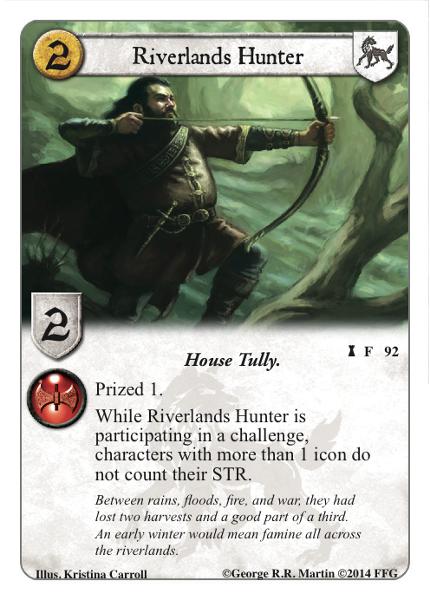 2 Riverlands Hunter
2
House Tully. F 92
Prized 1.
While Riverlands Hunter is
participating in a challenge,
characters with more than 1 icon do
not count their STR.
Between rains, floods, fire, and war, they had
lost two harvests and a good part of a third.
An early winter would mean famine all across
the riverlands.
Illus. Kristina Carroll ©George R.R. Martin ©2014 FFG